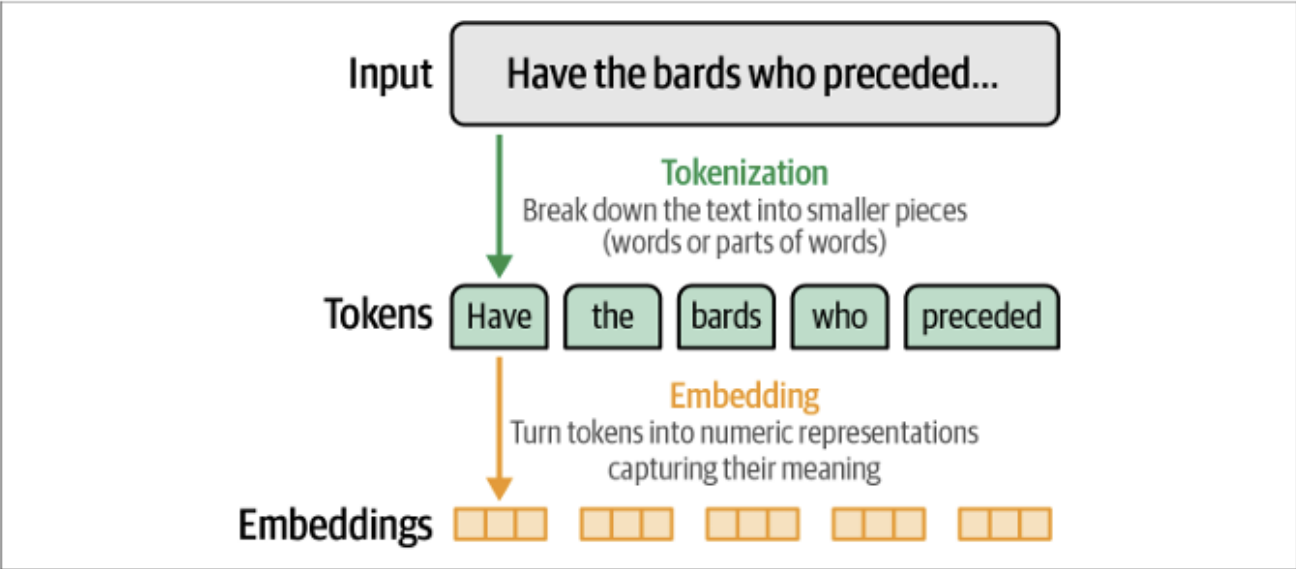 Input
Have the bards who preceded...
Tokenization
Break down the text into smaller pieces
(words or parts of words)
Tokens
Have
the
bards
who
preceded
Embedding
Turn tokens into numeric representations
capturing their meaning
Embeddings